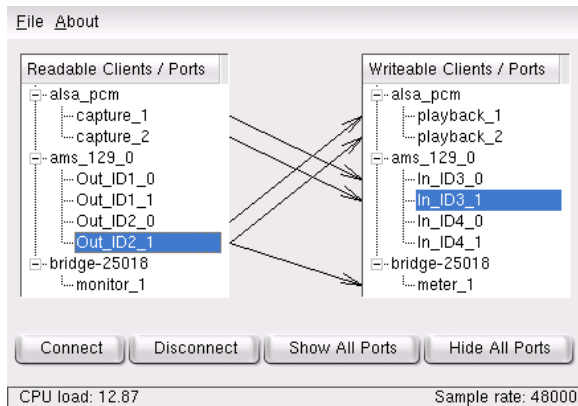 File About
Readable Clients / Ports
alsa_pcm
capture_1
capture_2
ams_129_0
Out_ID1_0
Out_ID1_1
Out_ID2_0
Out_ID2_1
bridge-25018
monitor_1
Writeable Clients / Ports
alsa_pcm
playback_1
playback_2
ams_129_0
In_ID3_0
In_ID3_1
In_ID4_0
In_ID4_1
bridge-25018
meter_1
Connect Disconnect Show All Ports Hide All Ports
CPU load: 12.87 Sample rate: 48000